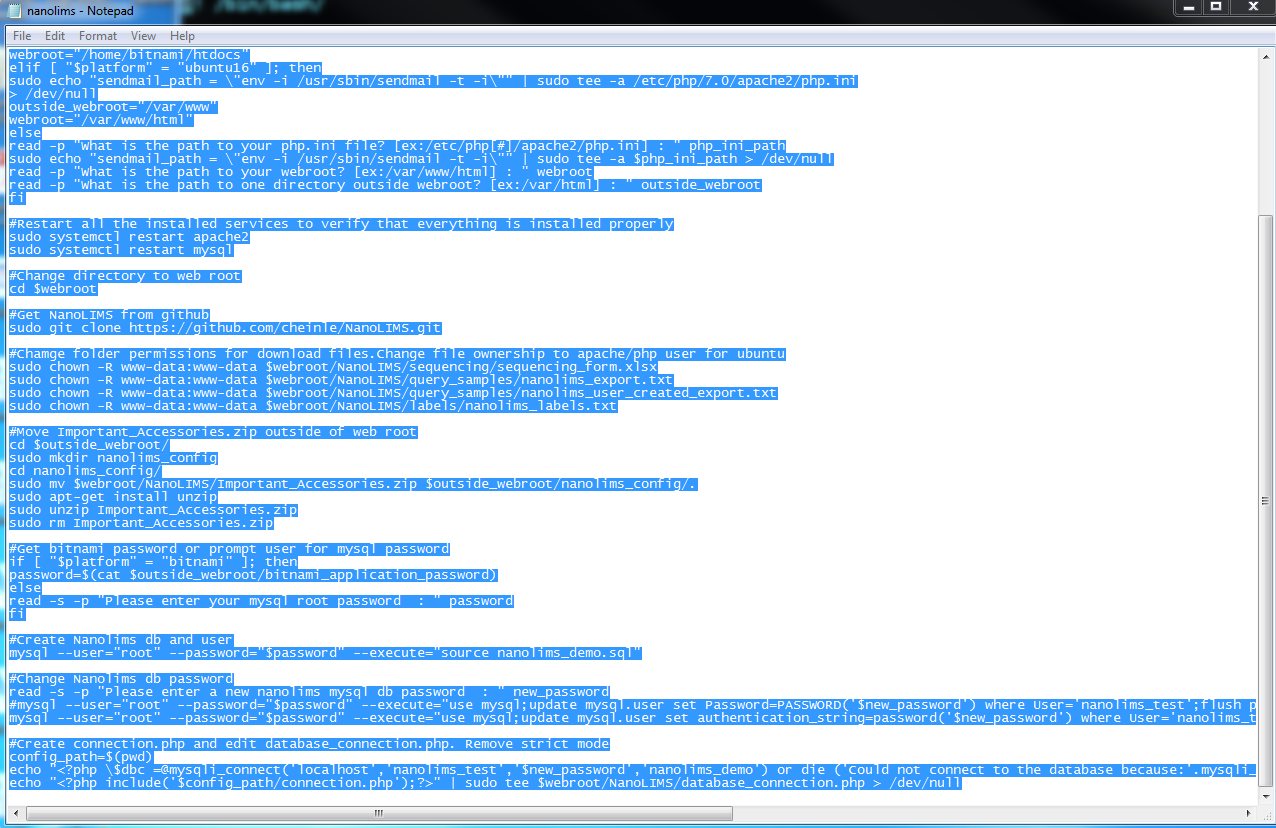 nanolims - Notepad
File Edit Format View Help
webroot="/home/bitnami/htdocs"
elif [ "$platform" = "ubuntu16" ]; then
sudo echo "sendmail_path = \"env -i /usr/sbin/sendmail -t -i\"" | sudo tee -a /etc/php/7.0/apache2/php.ini
> /dev/null
outside_webroot="/var/www"
webroot="/var/www/html"
else
read -p "What is the path to your php.ini file? [ex:/etc/php[#]/apache2/php.ini] : " php_ini_path
sudo echo "sendmail_path = \"env -i /usr/sbin/sendmail -t -i\"" | sudo tee -a $php_ini_path > /dev/null
read -p "What is the path to your webroot? [ex:/var/www/html] : " webroot
read -p "What is the path to one directory outside webroot? [ex:/var/html] : " outside_webroot
fi
#Restart all the installed services to verify that everything is installed properly
sudo systemctl restart apache2
sudo systemctl restart mysql
#Change directory to web root
cd $webroot
#Get NanoLIMS from github
sudo git clone https://github.com/cheinle/NanoLIMS.git
#Chamge folder permissions for download files.Change file ownership to apache/php user for ubuntu
sudo chown -R www-data:www-data $webroot/NanoLIMS/sequencing/sequencing_form.xlsx
sudo chown -R www-data:www-data $webroot/NanoLIMS/query_samples/nanolims_export.txt
sudo chown -R www-data:www-data $webroot/NanoLIMS/query_samples/nanolims_user_created_export.txt
sudo chown -R www-data:www-data $webroot/NanoLIMS/labels/nanolims_labels.txt
#Move Important_Accessories.zip outside of web root
cd $outside_webroot/
sudo mkdir nanolims_config
cd nanolims_config/
sudo mv $webroot/NanoLIMS/Important_Accessories.zip $outside_webroot/nanolims_config/.
sudo apt-get install unzip
sudo unzip Important_Accessories.zip
sudo rm Important_Accessories.zip
#Get bitnami password or prompt user for mysql password
if [ "$platform" = "bitnami" ]; then
password=$(cat $outside_webroot/bitnami_application_password)
else
read -s -p "Please enter your mysql root password  : " password
fi
#Create Nanolims db and user
mysql --user="root" --password="$password" --execute="source nanolims_demo.sql"
#Change Nanolims db password
read -s -p "Please enter a new nanolims mysql db password  : " new_password
#mysql --user="root" --password="$password" --execute="use mysql;update mysql.user set Password=PASSWORD('$new_password') where User='nanolims_test';flush p
mysql --user="root" --password="$password" --execute="use mysql;update mysql.user set authentication_string=password('$new_password') where User='nanolims_t
#Create connection.php and edit database_connection.php. Remove strict mode
config_path=$(pwd)
echo "<?php \$dbc =@mysqli_connect('localhost','nanolims_test','$new_password','nanolims_demo') or die ('Could not connect to the database because:'.mysqli_
echo "<?php include('$config_path/connection.php');?>" | sudo tee $webroot/NanoLIMS/database_connection.php > /dev/null